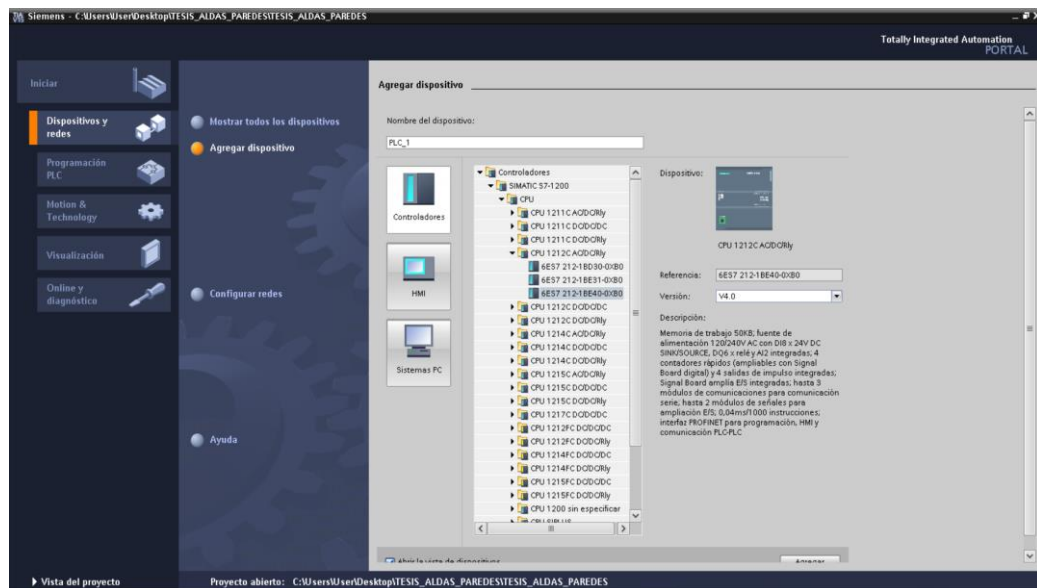 Siemens - C:\Users\User\Desktop\TESIS_ALDAS_PAREDES\TESIS_ALDAS_PAREDES
Totally Integrated Automation
PORTAL
Iniciar
Dispositivos y
redes
Programación
PLC
Motion &
Technology
Visualización
Online y
diagnóstico
Mostrar todos los dispositivos
Agregar dispositivo
Configurar redes
Ayuda
Agregar dispositivo
Nombre del dispositivo:
PLC_1
Controladores
HMI
Sistemas PC
Controladores
SIMATIC S7-1200
CPU
CPU 1211C AC/DC/Rly
CPU 1211C DC/DC/DC
CPU 1211C DC/DC/Rly
CPU 1212C AC/DC/Rly
6ES7 212-1BD30-0XB0
6ES7 212-1BE31-0XB0
6ES7 212-1BE40-0XB0
CPU 1212C DC/DC/DC
CPU 1212C DC/DC/Rly
CPU 1214C AC/DC/Rly
CPU 1214C DC/DC/DC
CPU 1214C DC/DC/Rly
CPU 1215C AC/DC/Rly
CPU 1215C DC/DC/DC
CPU 1215C DC/DC/Rly
CPU 1217C DC/DC/DC
CPU 1212FC DC/DC/DC
CPU 1212FC DC/DC/Rly
CPU 1214FC DC/DC/DC
CPU 1214FC DC/DC/Rly
CPU 1215FC DC/DC/DC
CPU 1215FC DC/DC/Rly
CPU 1200 sin especificar
CPU SIPLUS
Dispositivo:
CPU 1212C AC/DC/Rly
Referencia:
6ES7 212-1BE40-0XB0
Versión:
V4.0
Descripción:
Memoria de trabajo 50KB; fuente de
alimentación 120/240V AC con DI8 x 24V DC
SINK/SOURCE, DQ6 x relé y AI2 integradas; 4
contadores rápidos (ampliables con Signal
Board digital) y 4 salidas de impulso integradas;
Signal Board amplía E/S integradas; hasta 3
módulos de comunicaciones para comunicación
serie; hasta 2 módulos de señales para
ampliación E/S; 0,04ms/1000 instrucciones;
interfaz PROFINET para programación, HMI y
comunicación PLC-PLC
Abrir la vista de dispositivos
Agregar
Vista del proyecto
Proyecto abierto: C:\Users\User\Desktop\TESIS_ALDAS_PAREDES\TESIS_ALDAS_PAREDES